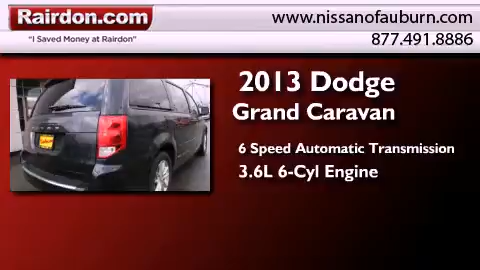 Rairdon.com
"I Saved Money at Rairdon"
www.nissanofauburn.com
877.491.8886
2013 Dodge
Grand Caravan
6 Speed Automatic Transmission
3.6L 6-Cyl Engine